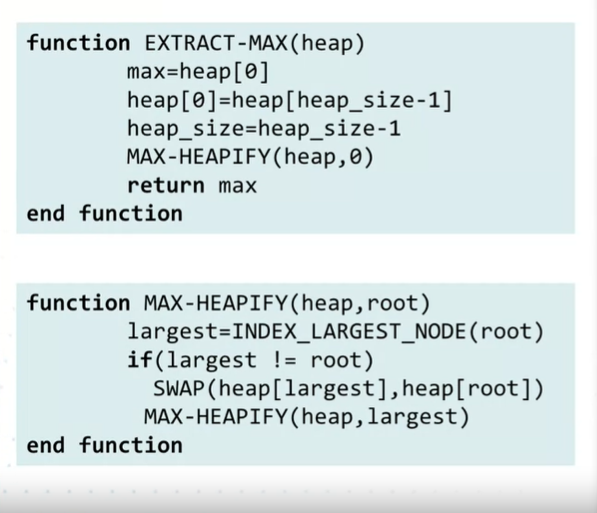 function EXTRACT-MAX(heap)
max=heap[0]
heap[0]=heap[heap_size-1]
heap_size=heap_size-1
MAX-HEAPIFY(heap,0)
return max
end function
function MAX-HEAPIFY(heap,root)
largest=INDEX_LARGEST_NODE(root)
if(largest != root)
SWAP(heap[largest],heap[root])
MAX-HEAPIFY(heap,largest)
end function